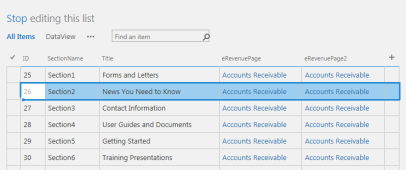 Stop editing this list
All Items DataView ••• Find an item
✓ ID SectionName Title eRevenuePage eRevenuePage2 +
25 Section1 Forms and Letters Accounts Receivable Accounts Receivable
26 Section2 News You Need to Know Accounts Receivable Accounts Receivable
27 Section3 Contact Information Accounts Receivable Accounts Receivable
28 Section4 User Guides and Documents Accounts Receivable Accounts Receivable
29 Section5 Getting Started Accounts Receivable Accounts Receivable
30 Section6 Training Presentations Accounts Receivable Accounts Receivable